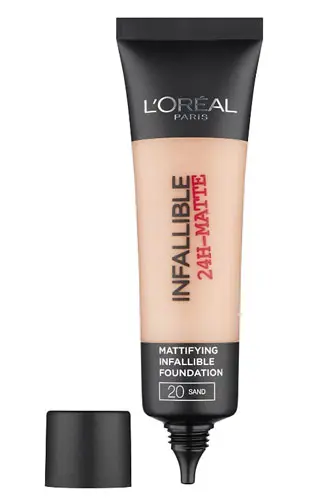 L'ORÉAL
PARIS
INFALLIBLE
24H-MATTE
MATTIFYING
INFALLIBLE
FOUNDATION
20 SAND